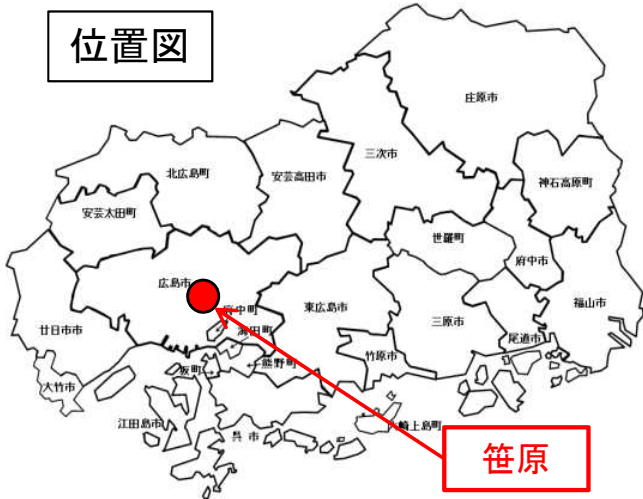 位置図
庄原市
三次市
北広島町
安芸高田市
神石高原町
安芸太田町
世羅町
府中市
広島市
東広島市
福山市
府中町
三原市
尾道市
廿日市市
海田町
竹原市
坂町
熊野町
大竹市
江田島市
呉市
大崎上島町
笹原